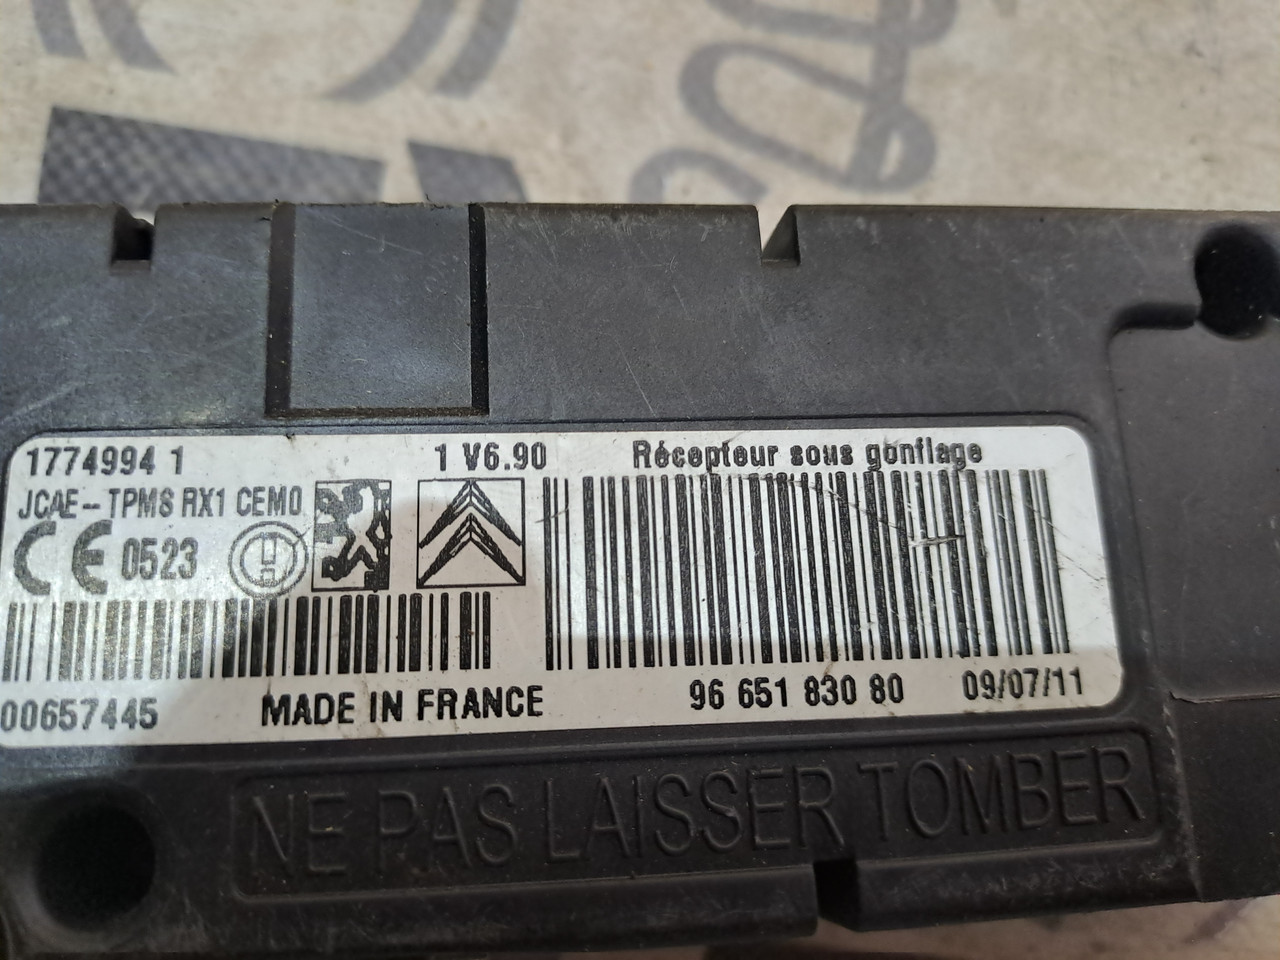 1774994 1 1 V6.90 Récepteur sous gonflage
JCAE-TPMS RX1 CEM0
CE 0523
00657445 MADE IN FRANCE 96 651 830 80 09/07/11
NE PAS LAISSER TOMBER